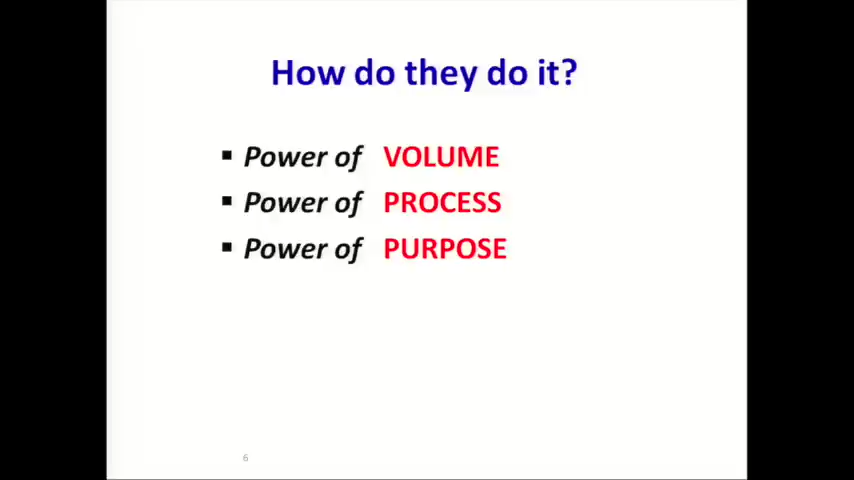 How do they do it?
▪ Power of VOLUME
▪ Power of PROCESS
▪ Power of PURPOSE
6